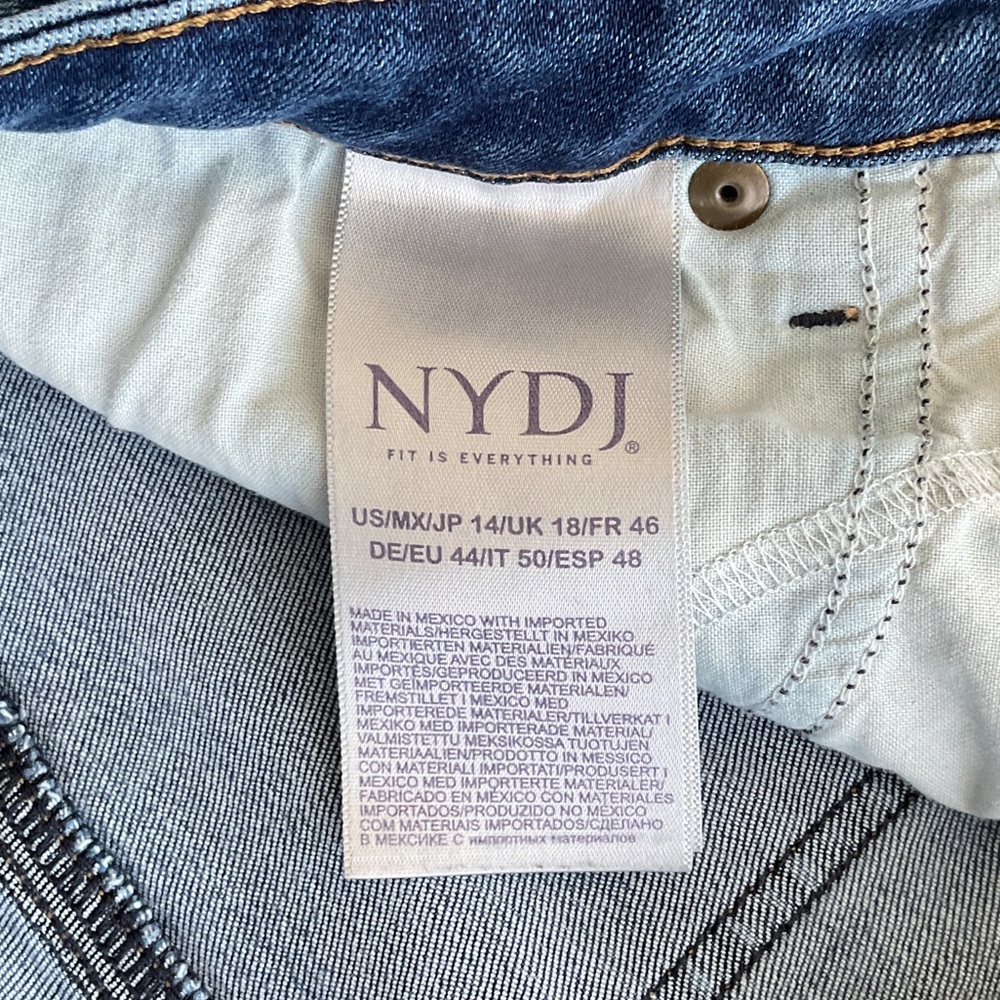 NYDJ®
FIT IS EVERYTHING
US/MX/JP 14/UK 18/FR 46
DE/EU 44/IT 50/ESP 48
MADE IN MEXICO WITH IMPORTED
MATERIALS/HERGESTELLT IN MEXIKO
IMPORTIERTEN MATERIALIEN/FABRIQUÉ
AU MEXIQUE AVEC DES MATÉRIAUX
IMPORTÉS/GEPRODUCEERD IN MEXICO
MET GEÏMPORTEERDE MATERIALEN/
FREMSTILLET I MEXICO MED
IMPORTEREDE MATERIALER/TILLVERKAT I
MEXIKO MED IMPORTERADE MATERIAL/
VALMISTETTU MEKSIKOSSA TUOTUJEN
MATERIAALIEN/PRODOTTO IN MESSICO
CON MATERIALI IMPORTATI/PRODUSERT I
MEXICO MED IMPORTERTE MATERIALER/
FABRICADO EN MÉXICO CON MATERIALES
IMPORTADOS/PRODUZIDO NO MÉXICO
COM MATERIAIS IMPORTADOS/СДЕЛАНО
В МЕКСИКЕ С импортных материалов